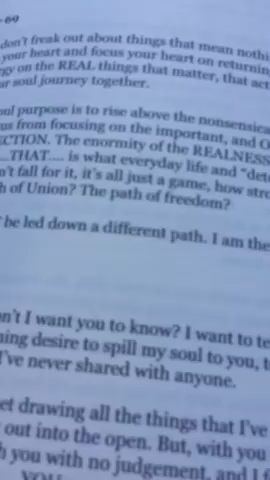 - 69
don't freak out about things that mean nothi
your heart and focus your heart on returnin
gy on the REAL things that matter, that act
ur soul journey together.
ul purpose is to rise above the nonsensica
us from focusing on the important, and O
ECTION. The enormity of the REALNESS
...THAT.... is what everyday life and "dete
n't fall for it, it's all just a game, how stro
h of Union? The path of freedom?
be led down a different path. I am the
n't I want you to know? I want to te
ning desire to spill my soul to you, t
I've never shared with anyone.
et drawing all the things that I've
out into the open. But, with you
h you with no judgement, and I f
YOU